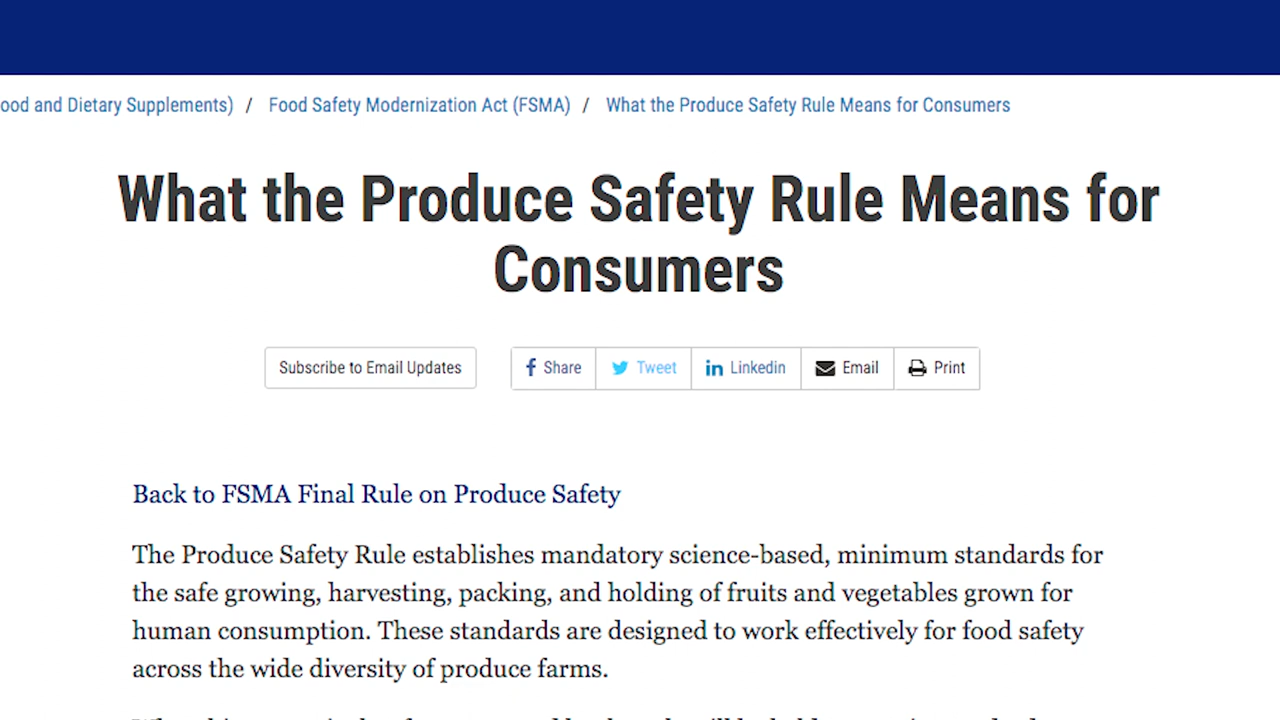 ood and Dietary Supplements) / Food Safety Modernization Act (FSMA) / What the Produce Safety Rule Means for Consumers
What the Produce Safety Rule Means for
Consumers
Subscribe to Email Updates Share Tweet Linkedin Email Print
Back to FSMA Final Rule on Produce Safety
The Produce Safety Rule establishes mandatory science-based, minimum standards for
the safe growing, harvesting, packing, and holding of fruits and vegetables grown for
human consumption. These standards are designed to work effectively for food safety
across the wide diversity of produce farms.